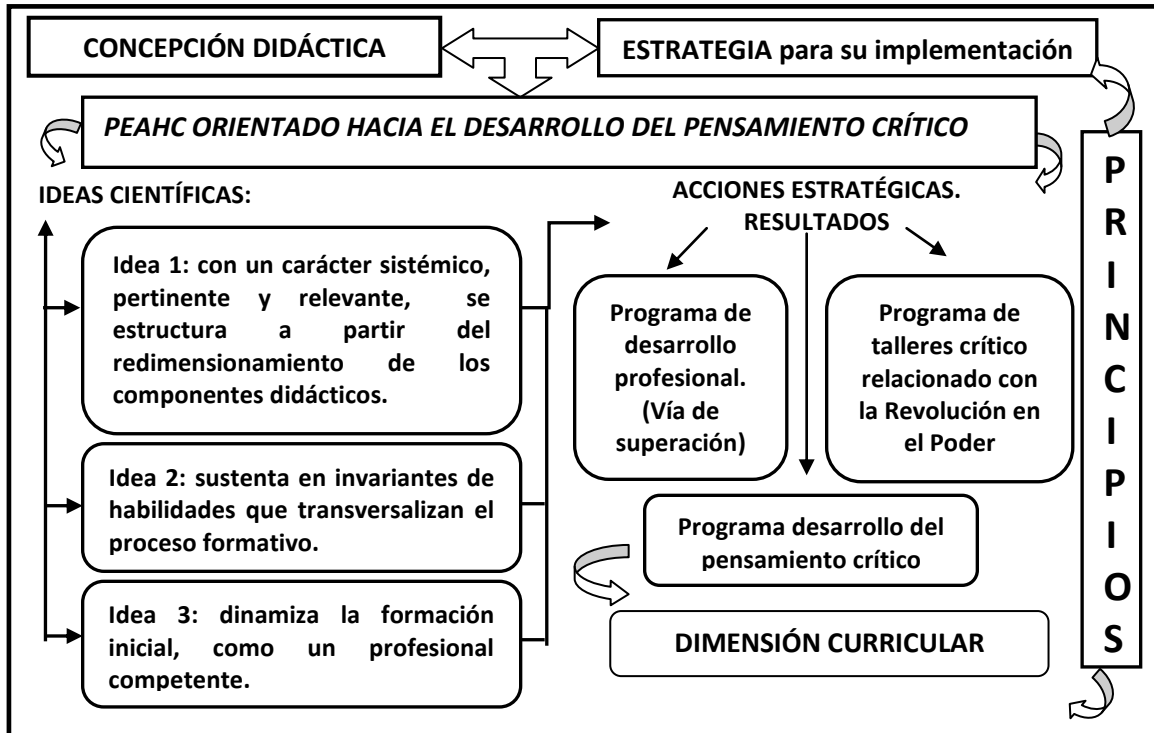 CONCEPCIÓN DIDÁCTICA
ESTRATEGIA para su implementación
PEAHC ORIENTADO HACIA EL DESARROLLO DEL PENSAMIENTO CRÍTICO
IDEAS CIENTÍFICAS:
Idea 1: con un carácter sistémico,
pertinente y relevante, se
estructura a partir del
redimensionamiento de los
componentes didácticos.
Idea 2: sustenta en invariantes de
habilidades que transversalizan el
proceso formativo.
Idea 3: dinamiza la formación
inicial, como un profesional
competente.
ACCIONES ESTRATÉGICAS.
RESULTADOS
Programa de
desarrollo
profesional.
(Vía de
superación)
Programa de
talleres crítico
relacionado con
la Revolución en
el Poder
Programa desarrollo del
pensamiento crítico
DIMENSIÓN CURRICULAR
PRINCIPIOS